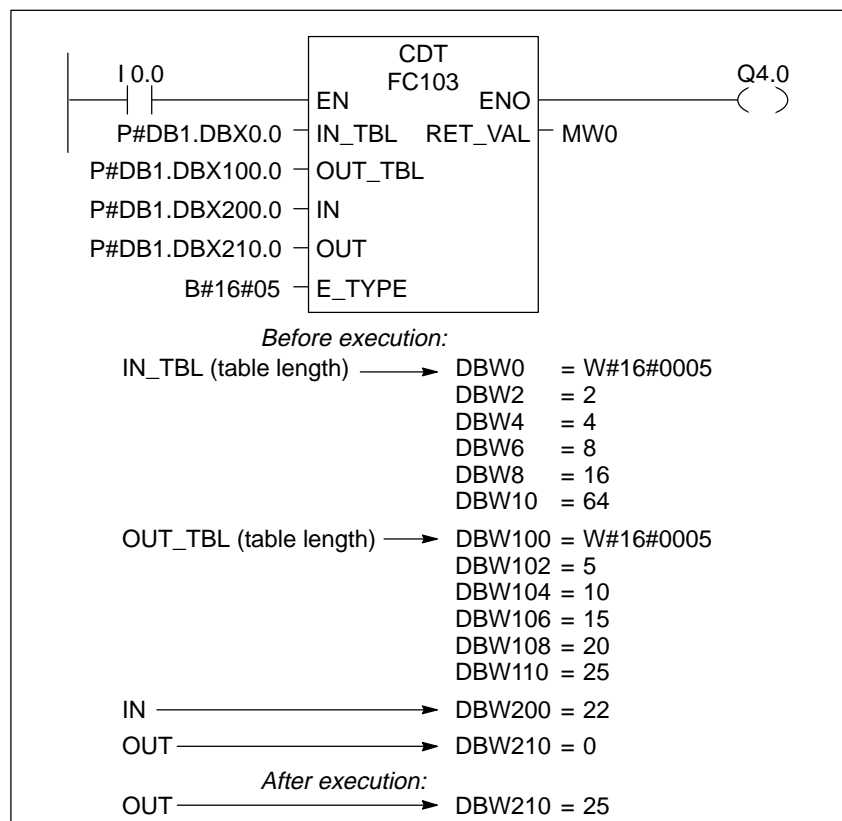 CDT
FC103
I 0.0
Q4.0
EN ENO
P#DB1.DBX0.0 IN_TBL RET_VAL MW0
P#DB1.DBX100.0 OUT_TBL
P#DB1.DBX200.0 IN
P#DB1.DBX210.0 OUT
B#16#05 E_TYPE
Before execution:
IN_TBL (table length) DBW0 = W#16#0005
DBW2 = 2
DBW4 = 4
DBW6 = 8
DBW8 = 16
DBW10 = 64
OUT_TBL (table length) DBW100 = W#16#0005
DBW102 = 5
DBW104 = 10
DBW106 = 15
DBW108 = 20
DBW110 = 25
IN DBW200 = 22
OUT DBW210 = 0
After execution:
OUT DBW210 = 25